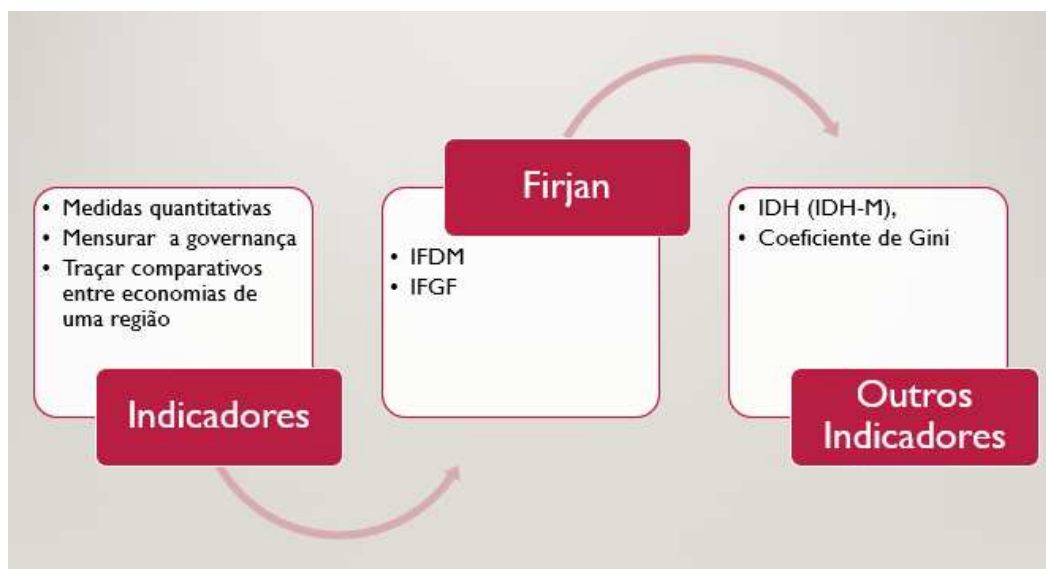 • Medidas quantitativas
• Mensurar a governança
• Traçar comparativos
entre economias de
uma região
Indicadores
Firjan
• IFDM
• IFGF
• IDH (IDH-M),
• Coeficiente de Gini
Outros
Indicadores